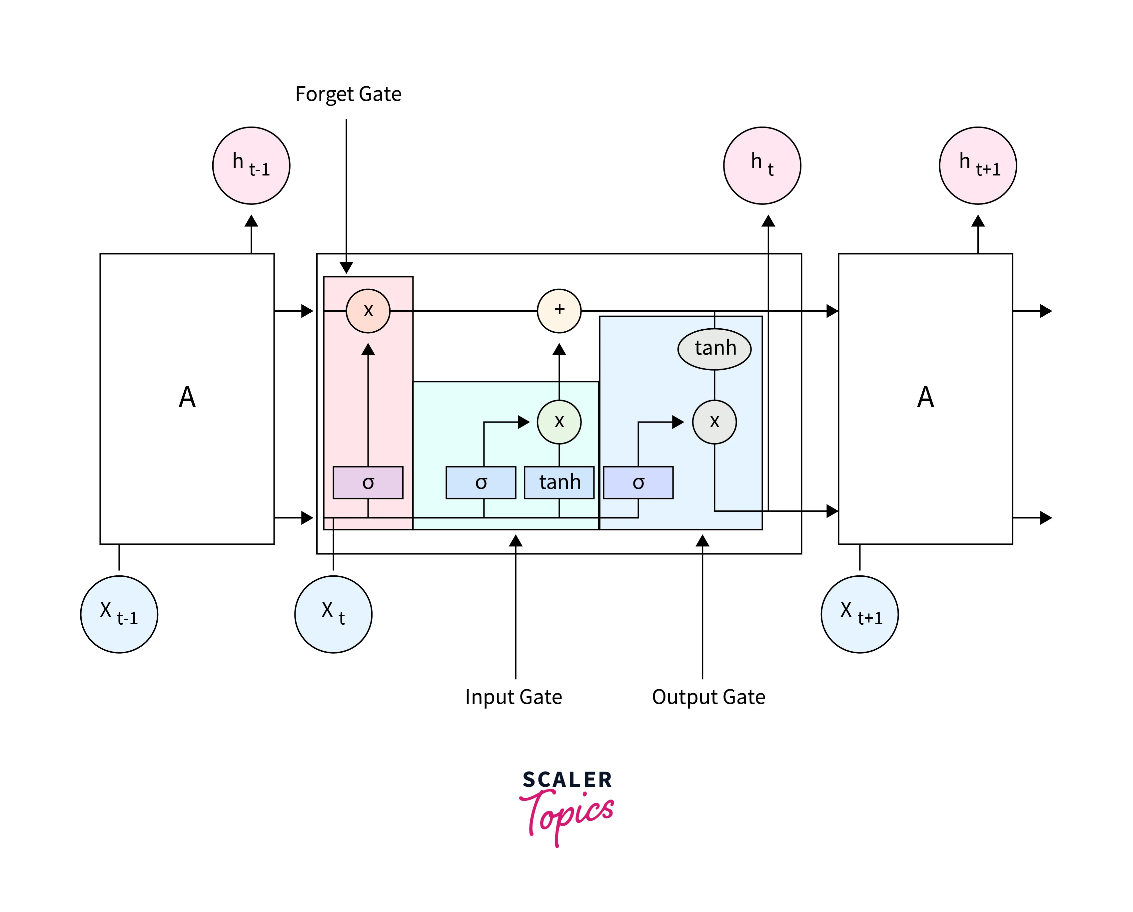 Forget Gate
h t-1
h t
h t+1
x
+
A
tanh
A
x
x
σ
σ
tanh
σ
X t-1
X t
X t+1
Input Gate
Output Gate
SCALER
Topics